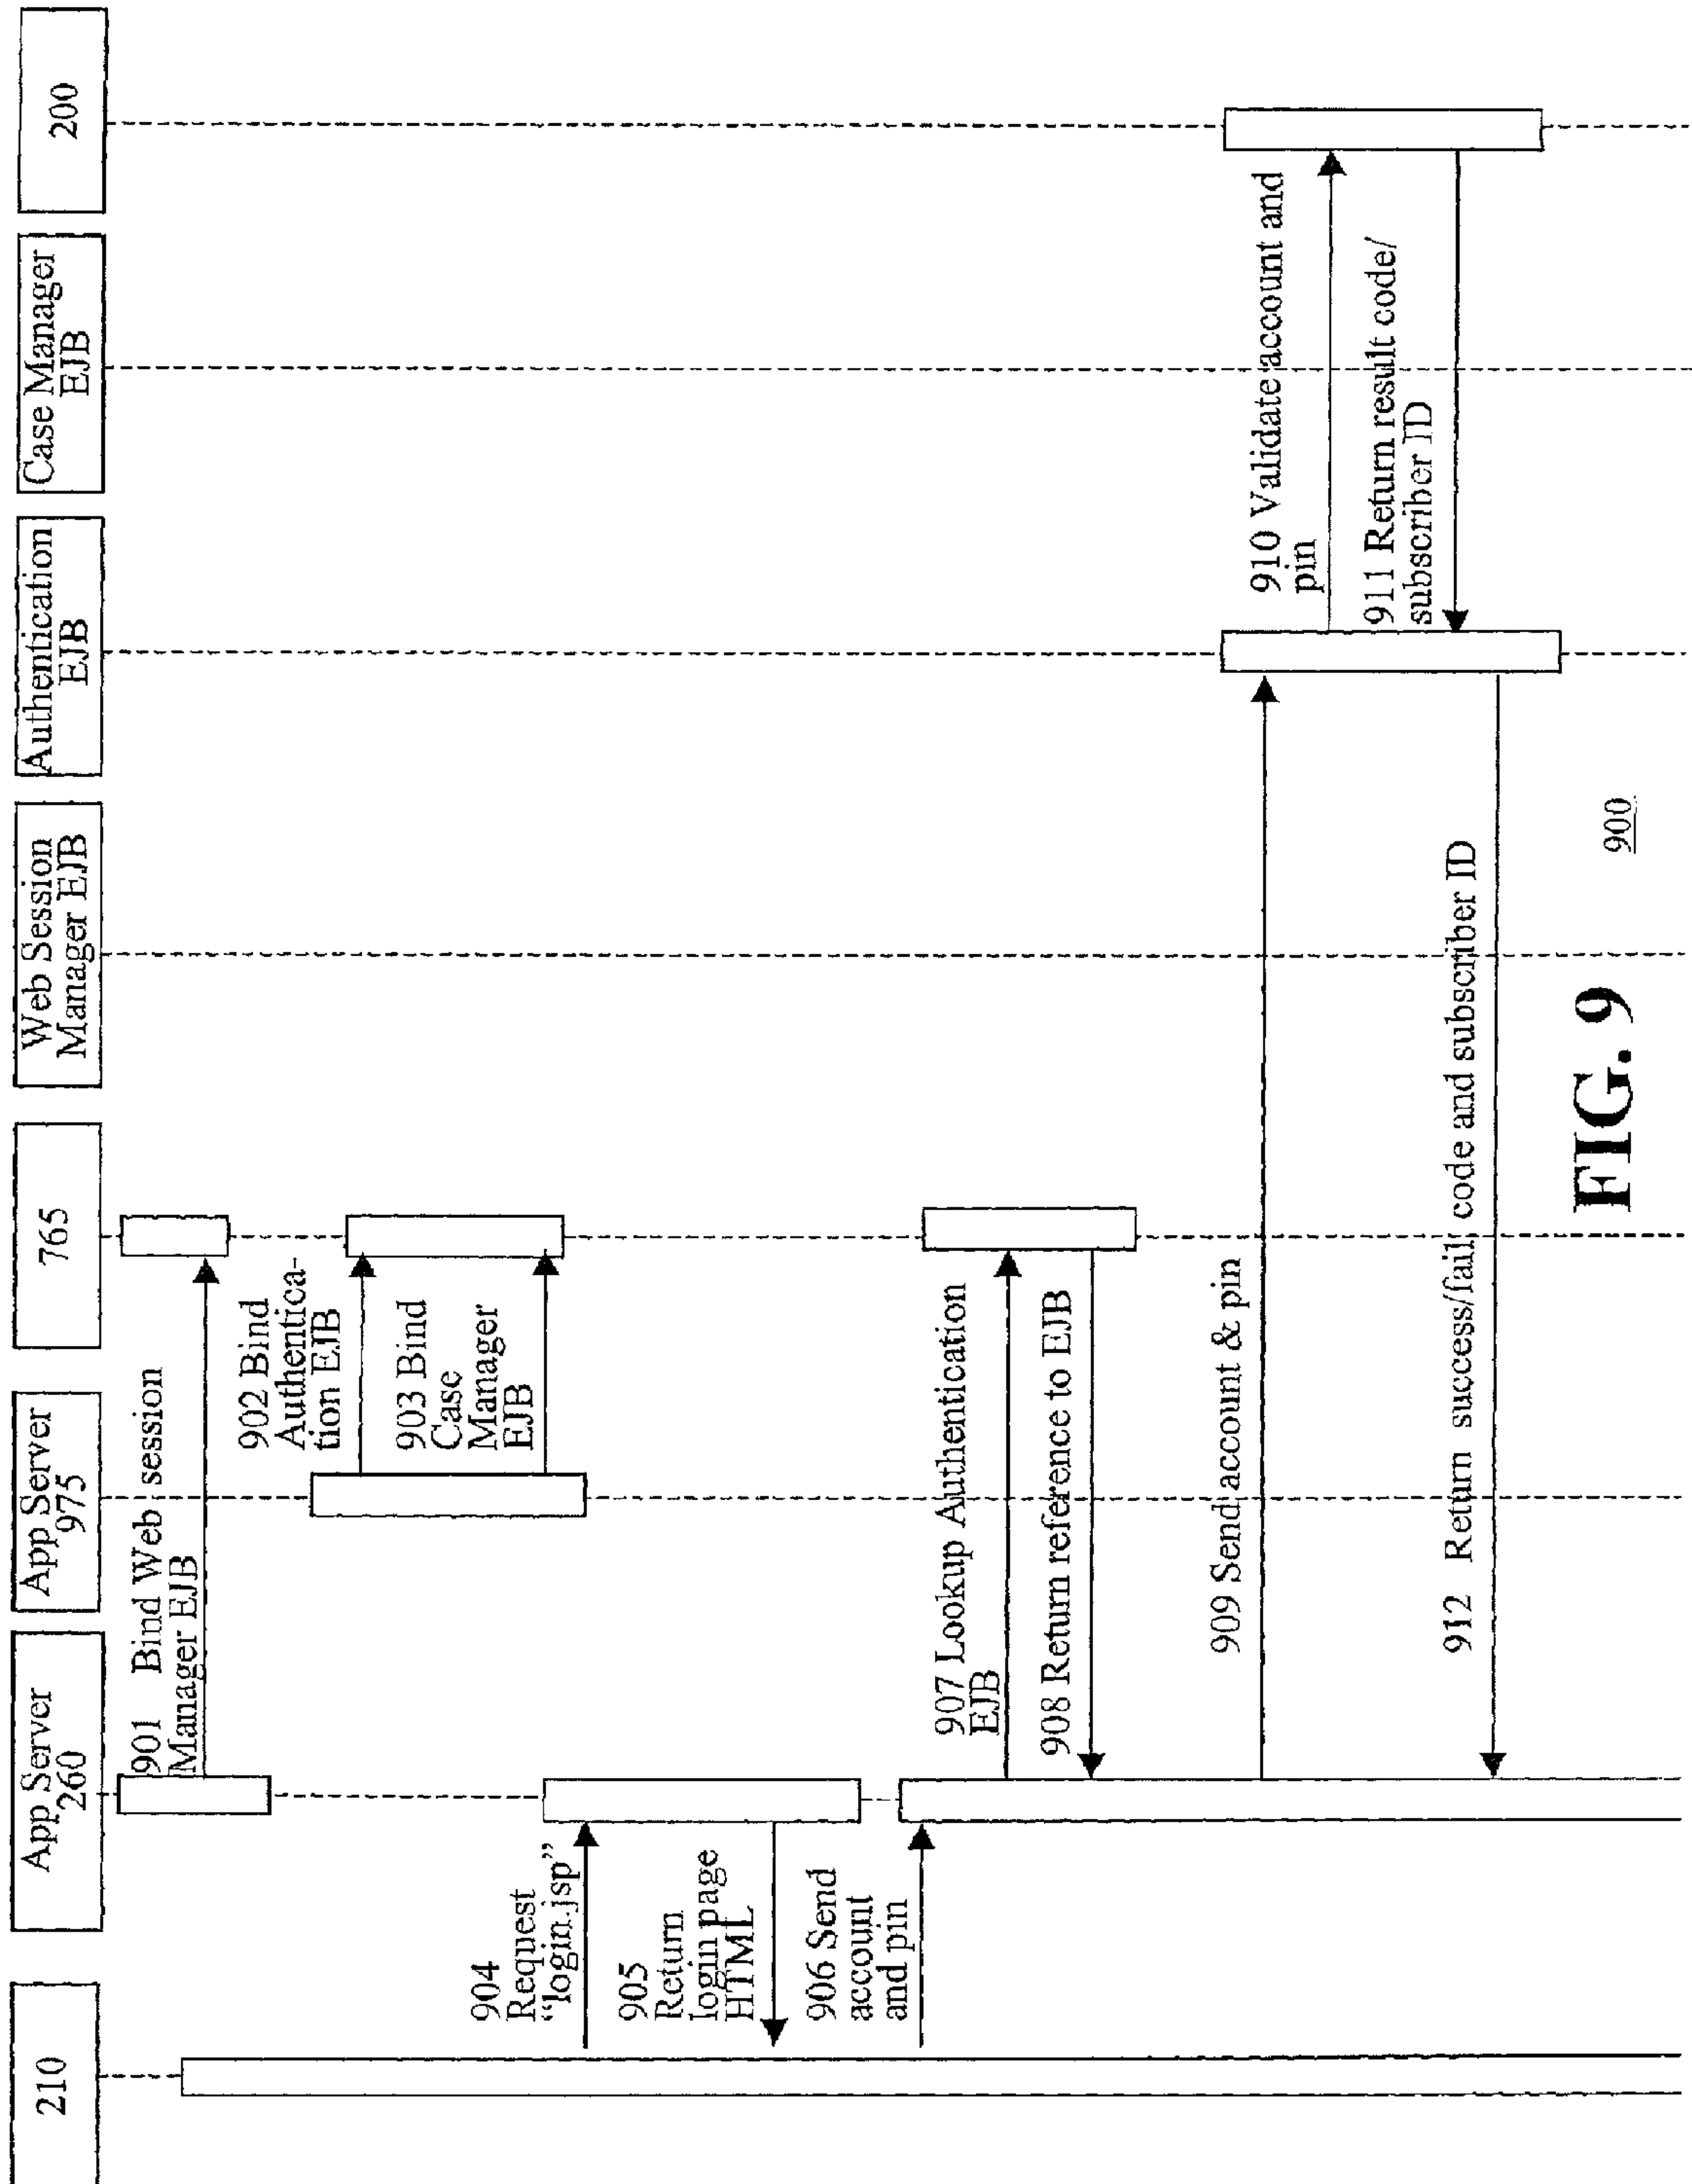 210
App Server
260
App Server
975
765
Web Session
Manager EJB
Authentication
EJB
Case Manager
EJB
200
901 Bind Web session
Manager EJB
902 Bind
Authentica-
tion EJB
903 Bind
Case
Manager
EJB
904
Request
“login.jsp”
905
Return
login page
HTML
906 Send
account
and pin
907 Lookup Authentication
EJB
908 Return reference to EJB
909 Send account & pin
910 Validate account and
pin
911 Return result code/
subscriber ID
912 Return success/fail code and subscriber ID
FIG. 9
900